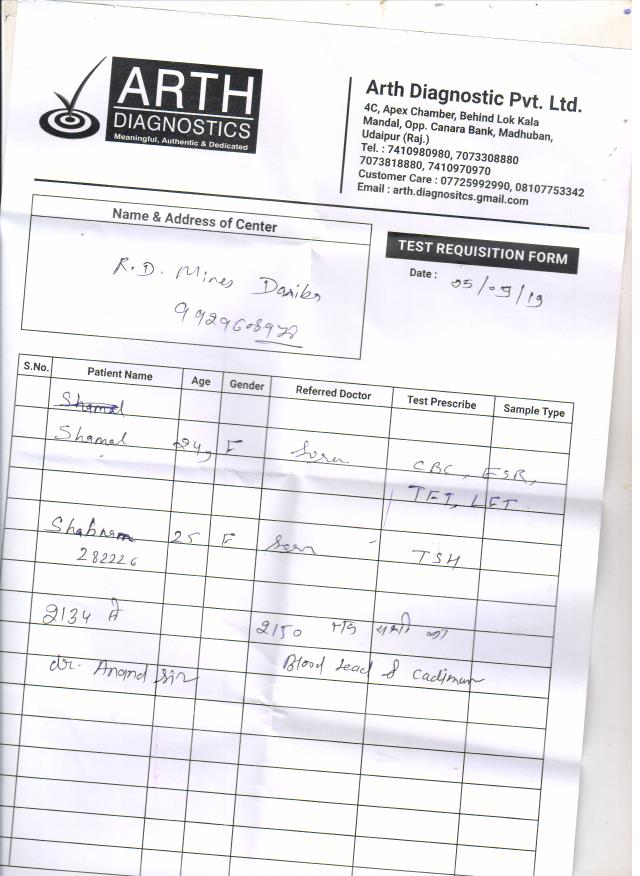 ARTH
DIAGNOSTICS
Meaningful, Authentic & Dedicated
Arth Diagnostic Pvt. Ltd.
4C, Apex Chamber, Behind Lok Kala
Mandal, Opp. Canara Bank, Madhuban,
Udaipur (Raj.)
Tel. : 7410980980, 7073308880
7073818880, 7410970970
Customer Care : 07725992990, 08107753342
Email : arth.diagnositcs.gmail.com
Name & Address of Center
R.D. Mines Dariba
TEST REQUISITION FORM
Date : 05/09/19
S.No. Patient Name Age Gender Referred Doctor Test Prescribe Sample Type
Shamal
Shamal 24y F CBC, ESR,
LFT
Shabnam 25 F TSH
282226
2134 से 2150 तक सभी का
dr. Anand sir Blood Lead & Cadimum